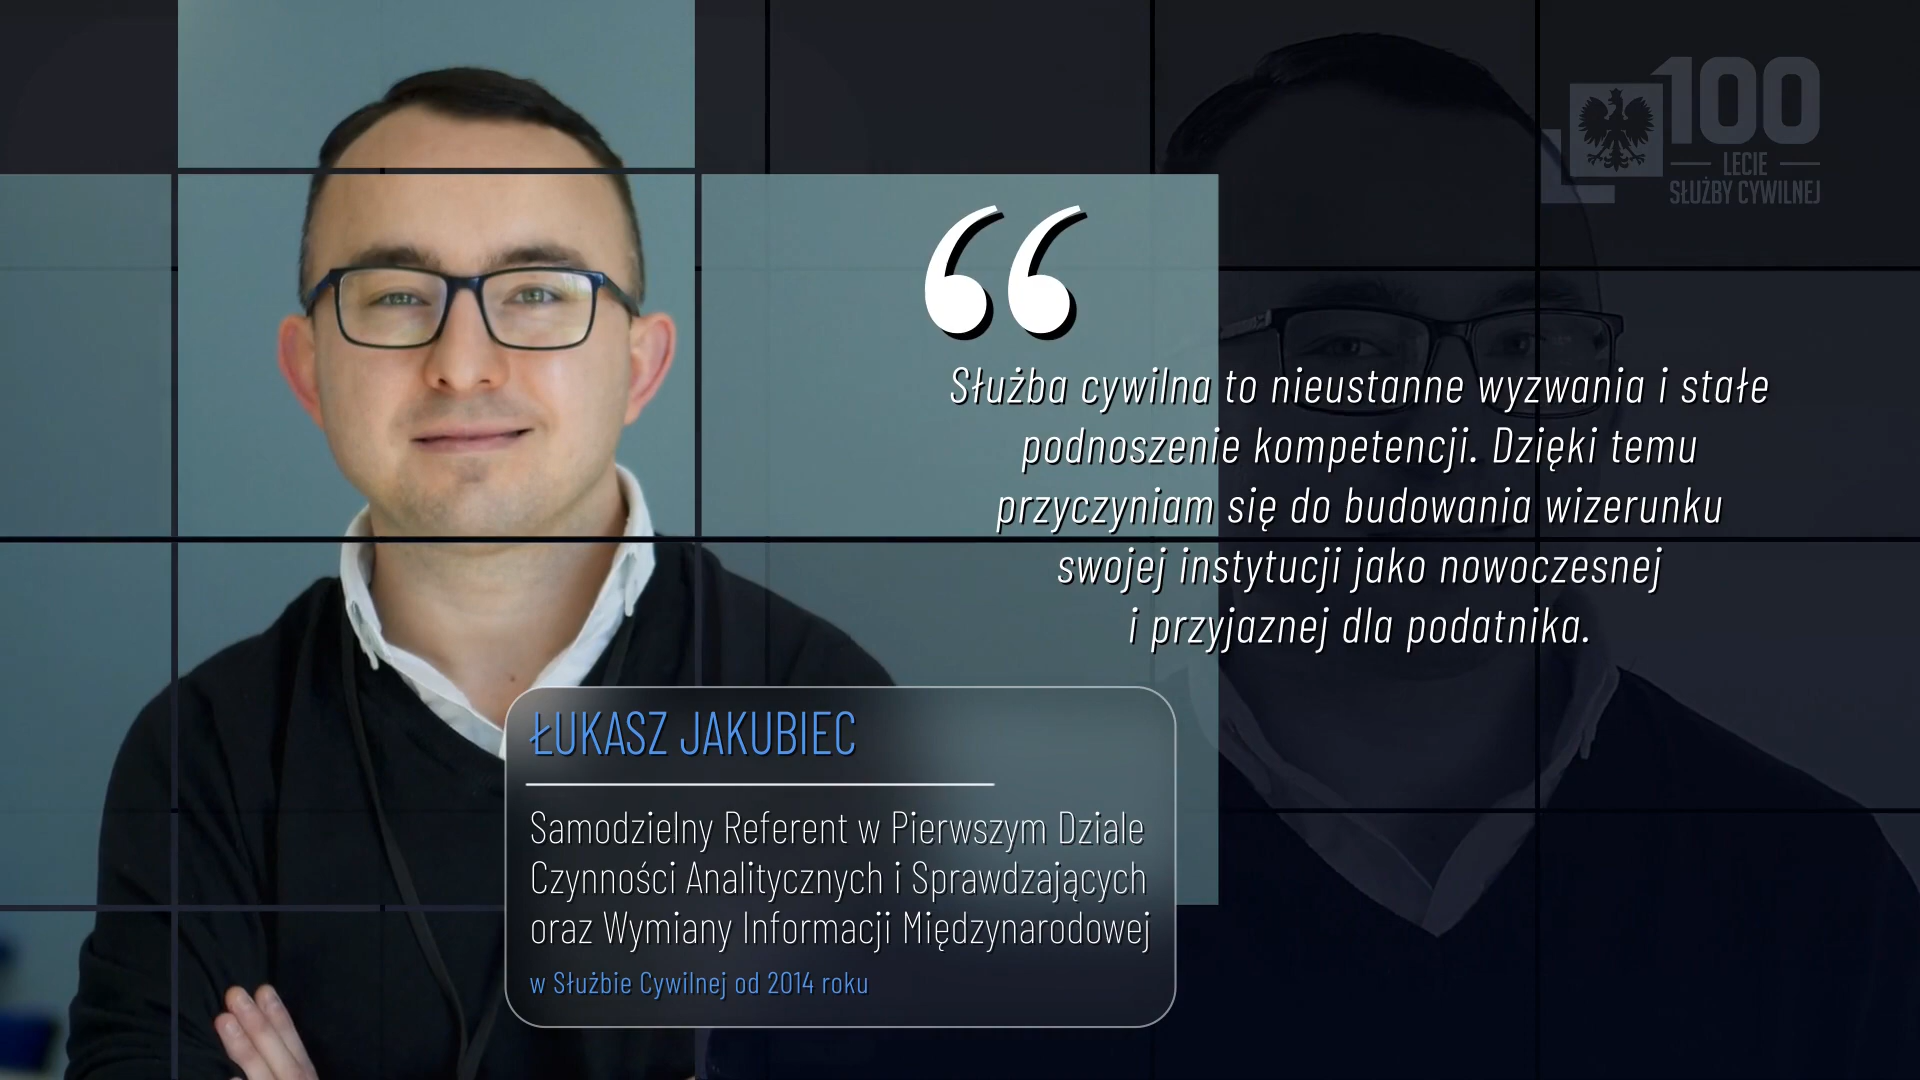 100
LECIE
SŁUŻBY CYWILNEJ
“
Służba cywilna to nieustanne wyzwania i stałe
podnoszenie kompetencji. Dzięki temu
przyczyniam się do budowania wizerunku
swojej instytucji jako nowoczesnej
i przyjaznej dla podatnika.
ŁUKASZ JAKUBIEC
Samodzielny Referent w Pierwszym Dziale
Czynności Analitycznych i Sprawdzających
oraz Wymiany Informacji Międzynarodowej
w Służbie Cywilnej od 2014 roku